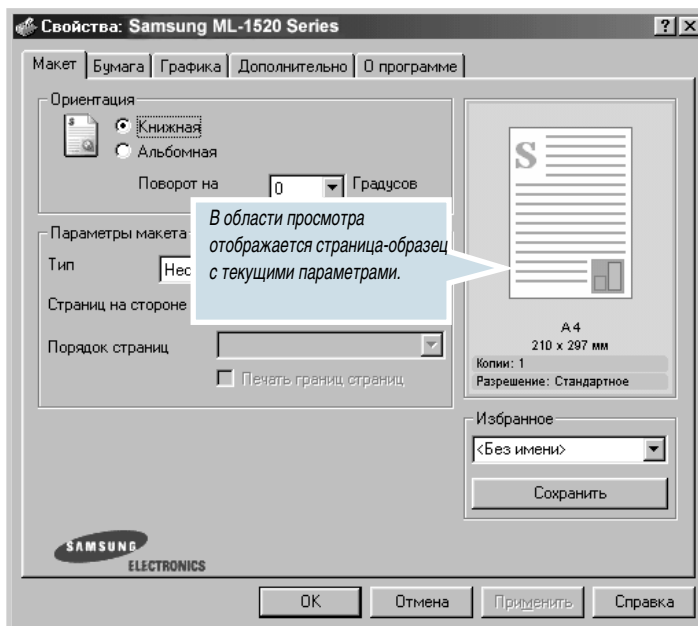 Свойства: Samsung ML-1520 Series
? X
Макет Бумага Графика Дополнительно О программе
Ориентация
Книжная
Альбомная
Поворот на 0 Градусов
Параметры макета
Тип
Страниц на стороне
Порядок страниц
Печать границ страниц
В области просмотра
отображается страница-образец
с текущими параметрами.
S
S
A4
210 x 297 мм
Копии: 1
Разрешение: Стандартное
Избранное
<Без имени>
Сохранить
SAMSUNG
ELECTRONICS
OK Отмена Применить Справка